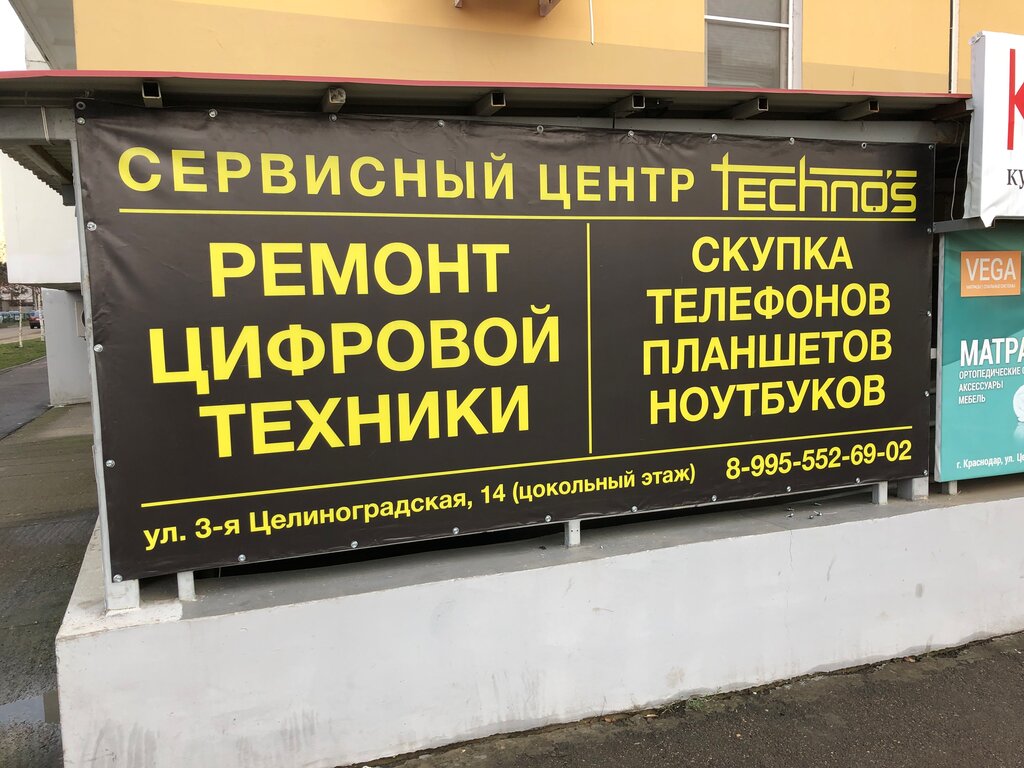 СЕРВИСНЫЙ ЦЕНТР Techno's
РЕМОНТ
ЦИФРОВОЙ
ТЕХНИКИ
СКУПКА
ТЕЛЕФОНОВ
ПЛАНШЕТОВ
НОУТБУКОВ
ул. 3-я Целиноградская, 14 (цокольный этаж)
8-995-552-69-02
VEGA
МАТРА
ОРТОПЕДИЧЕСКИЕ
АКСЕССУАРЫ
МЕБЕЛЬ
г. Краснодар, ул.